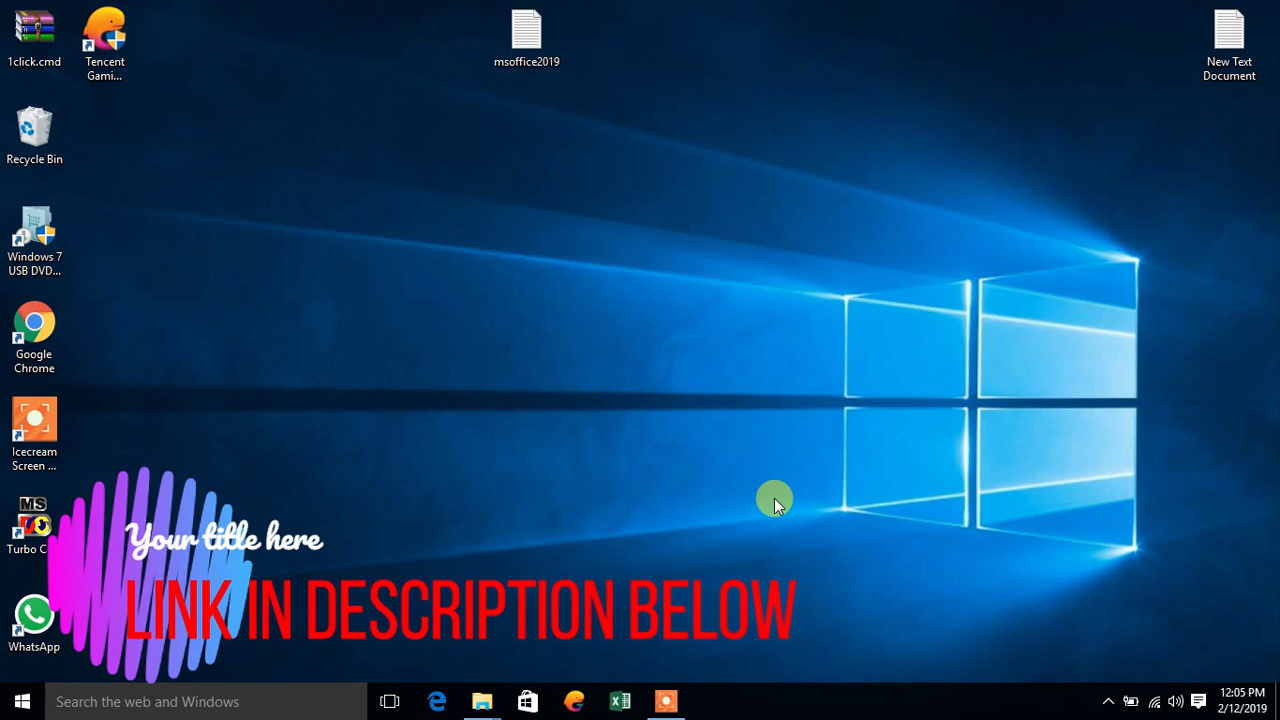 1click.cmd
Tencent
Gami...
msoffice2019
New Text
Document
Recycle Bin
Windows 7
USB DVD...
Google
Chrome
Icecream
Screen ...
MS
Turbo C
Your title here
LINK IN DESCRIPTION BELOW
WhatsApp
Search the web and Windows
12:05 PM
2/12/2019